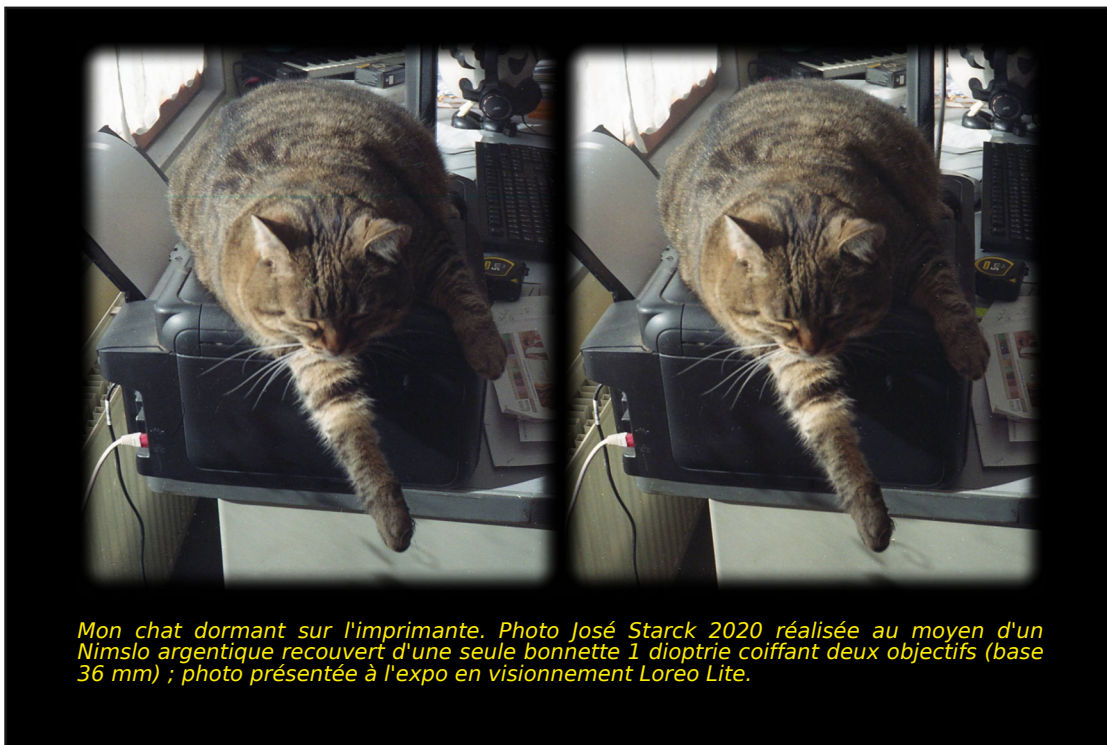 Mon chat dormant sur l'imprimante. Photo José Starck 2020 réalisée au moyen d'un
Nimslo argentique recouvert d'une seule bonnette 1 dioptrie coiffant deux objectifs (base
36 mm) ; photo présentée à l'expo en visionnement Loreo Lite.